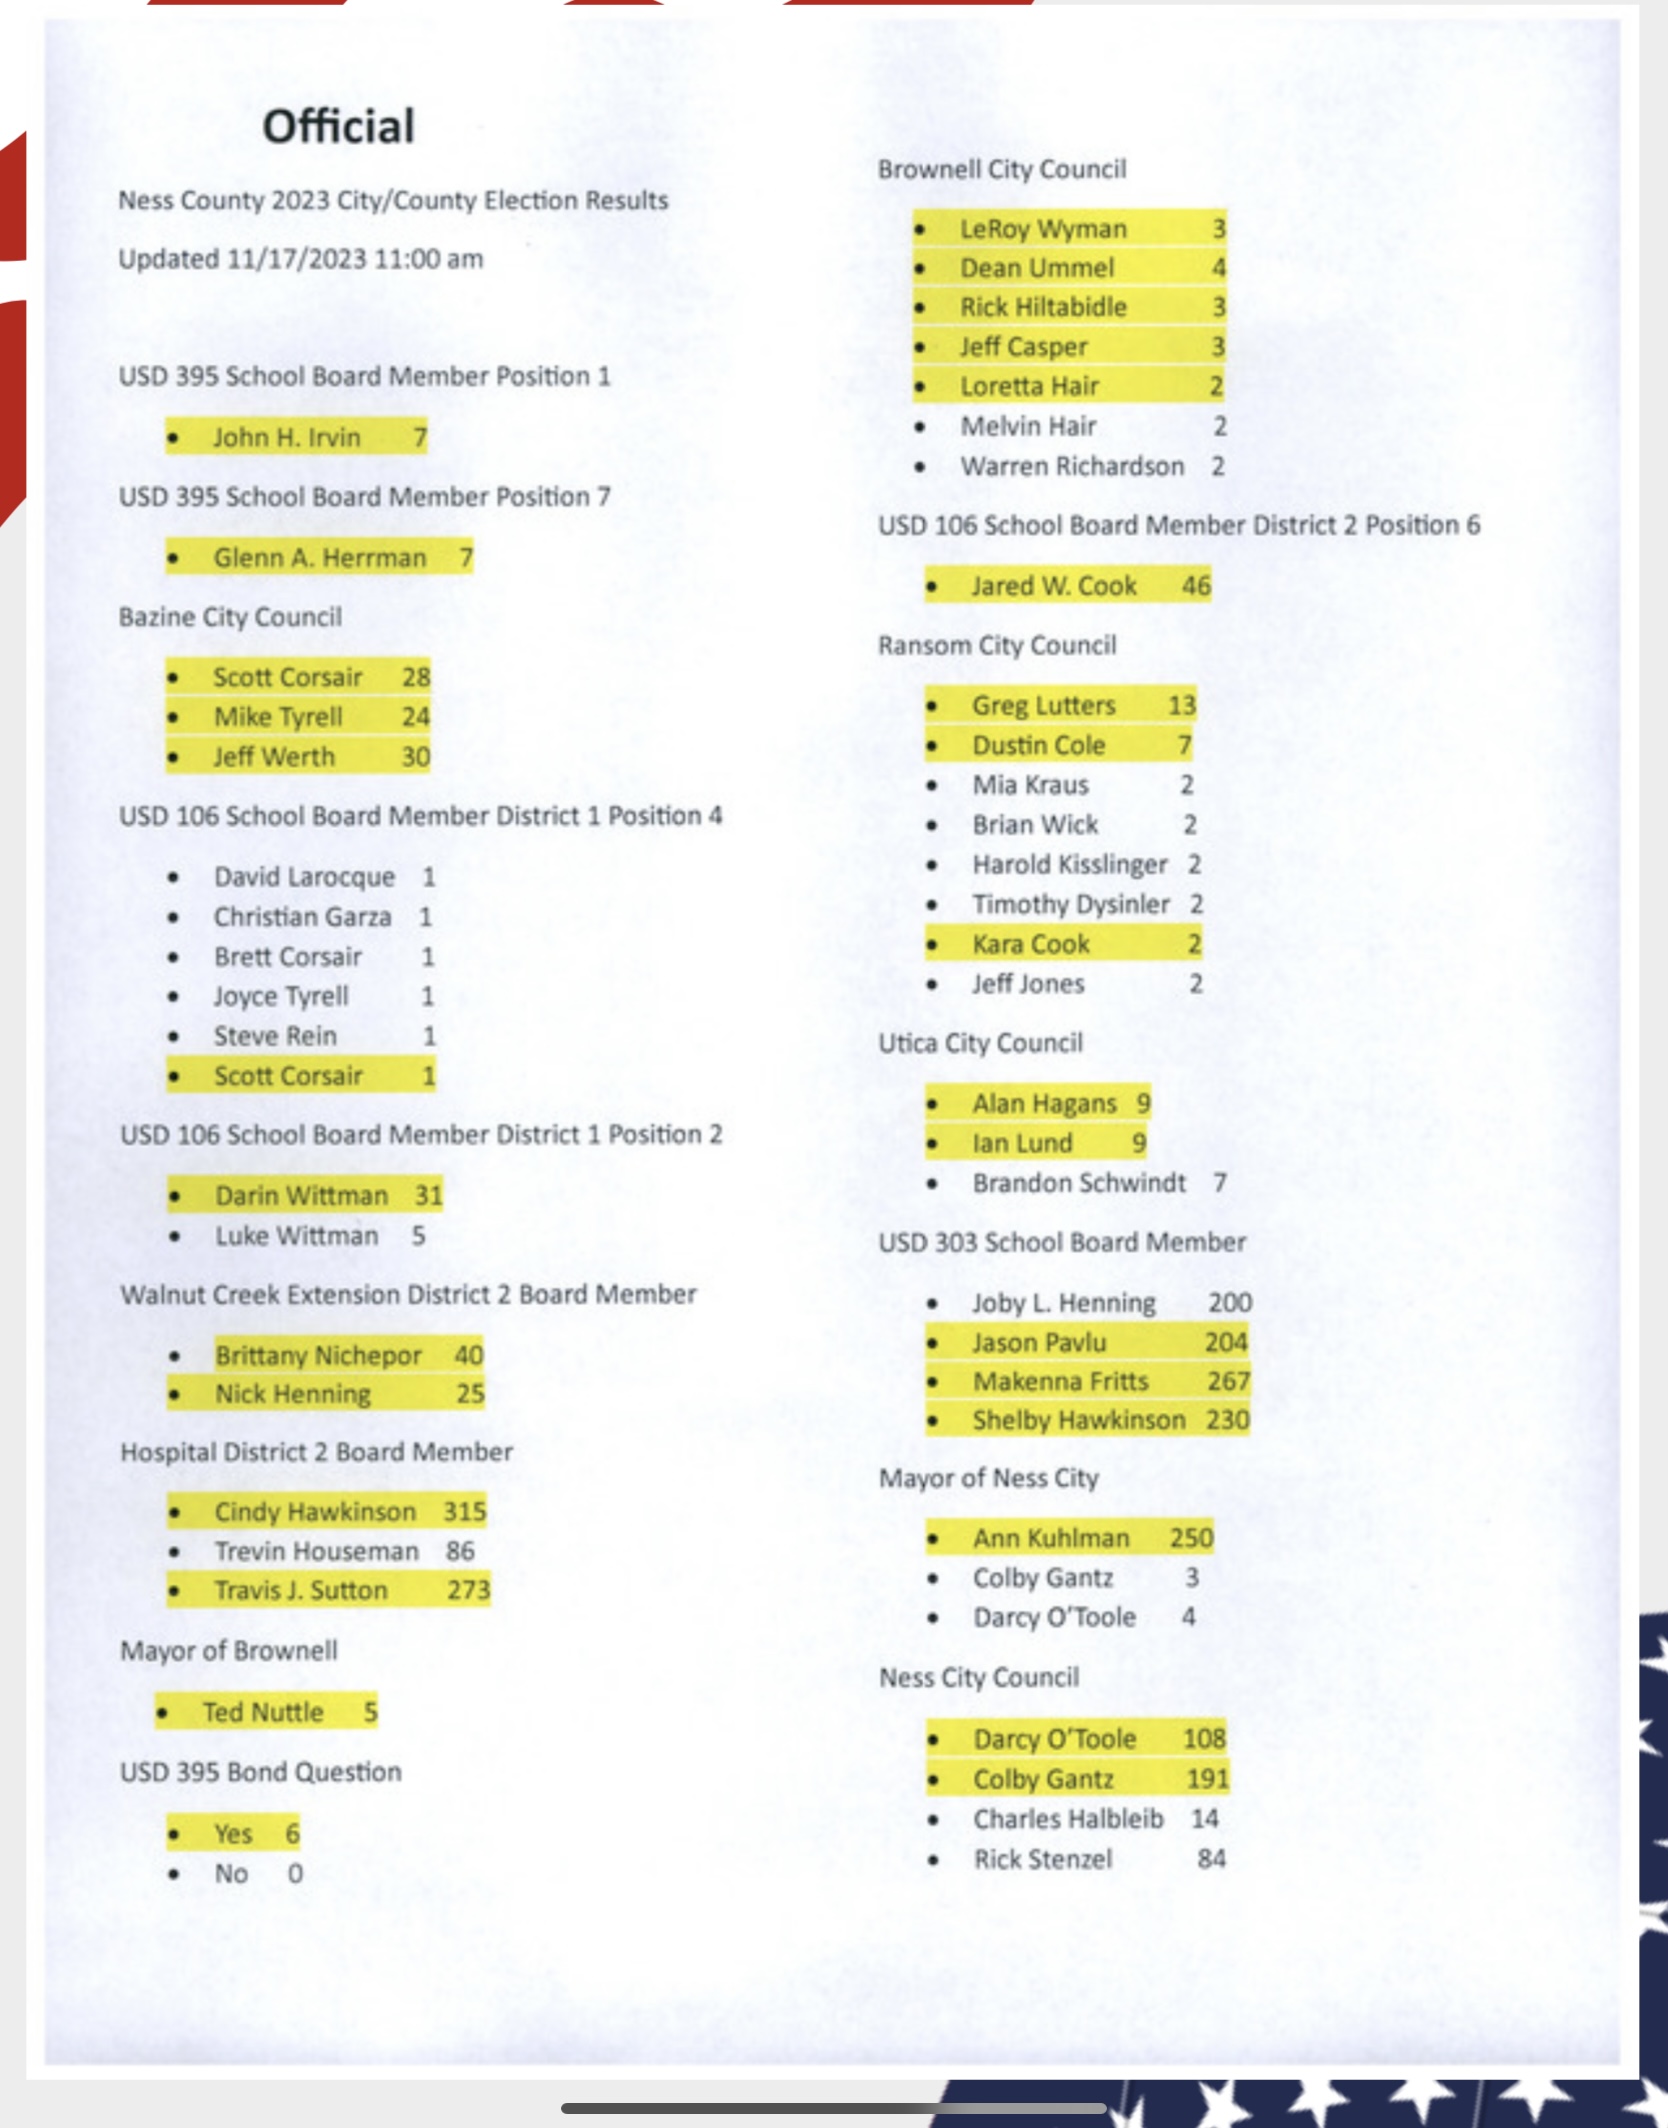 Official
Ness County 2023 City/County Election Results
Updated 11/17/2023 11:00 am
USD 395 School Board Member Position 1
• John H. Irvin 7
USD 395 School Board Member Position 7
• Glenn A. Herrman 7
Bazine City Council
• Scott Corsair 28
• Mike Tyrell 24
• Jeff Werth 30
USD 106 School Board Member District 1 Position 4
• David Larocque 1
• Christian Garza 1
• Brett Corsair 1
• Joyce Tyrell 1
• Steve Rein 1
• Scott Corsair 1
USD 106 School Board Member District 1 Position 2
• Darin Wittman 31
• Luke Wittman 5
Walnut Creek Extension District 2 Board Member
• Brittany Nichepor 40
• Nick Henning 25
Hospital District 2 Board Member
• Cindy Hawkinson 315
• Trevin Houseman 86
• Travis J. Sutton 273
Mayor of Brownell
• Ted Nuttle 5
USD 395 Bond Question
• Yes 6
• No 0
Brownell City Council
• LeRoy Wyman 3
• Dean Ummel 4
• Rick Hiltabidle 3
• Jeff Casper 3
• Loretta Hair 2
• Melvin Hair 2
• Warren Richardson 2
USD 106 School Board Member District 2 Position 6
• Jared W. Cook 46
Ransom City Council
• Greg Lutters 13
• Dustin Cole 7
• Mia Kraus 2
• Brian Wick 2
• Harold Kisslinger 2
• Timothy Dysinler 2
• Kara Cook 2
• Jeff Jones 2
Utica City Council
• Alan Hagans 9
• Ian Lund 9
• Brandon Schwindt 7
USD 303 School Board Member
• Joby L. Henning 200
• Jason Pavlu 204
• Makenna Fritts 267
• Shelby Hawkinson 230
Mayor of Ness City
• Ann Kuhlman 250
• Colby Gantz 3
• Darcy O'Toole 4
Ness City Council
• Darcy O'Toole 108
• Colby Gantz 191
• Charles Halbleib 14
• Rick Stenzel 84